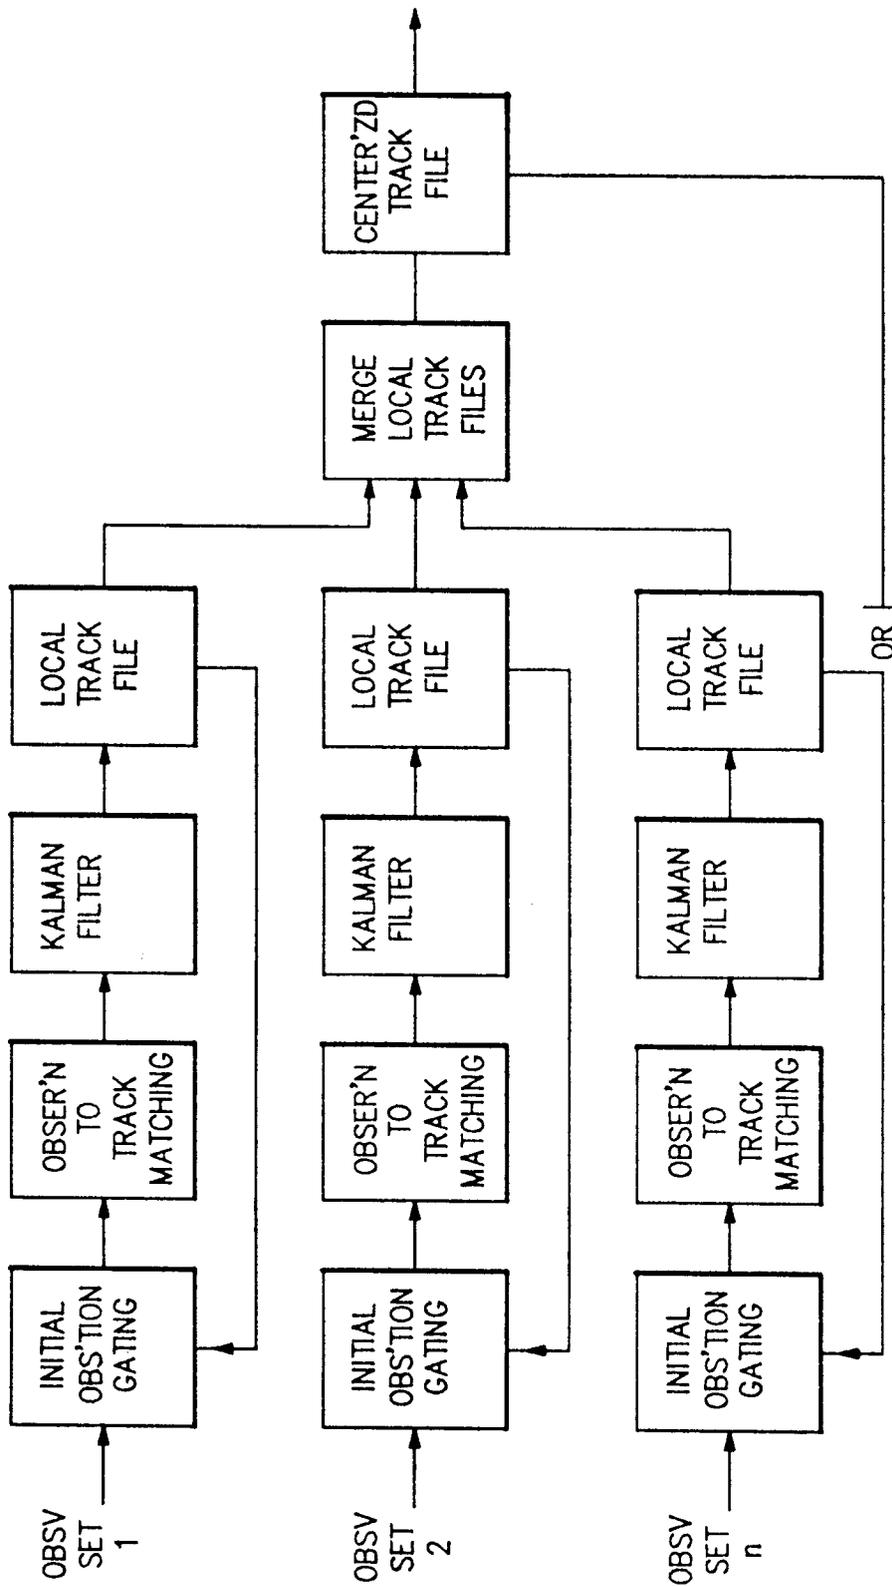 OBSV
SET
1
INITIAL
OBS'TION
GATING
OBSER'N
TO
TRACK
MATCHING
KALMAN
FILTER
LOCAL
TRACK
FILE
OBSV
SET
2
INITIAL
OBS'TION
GATING
OBSER'N
TO
TRACK
MATCHING
KALMAN
FILTER
LOCAL
TRACK
FILE
MERGE
LOCAL
TRACK
FILES
CENTER'ZD
TRACK
FILE
OBSV
SET
n
INITIAL
OBS'TION
GATING
OBSER'N
TO
TRACK
MATCHING
KALMAN
FILTER
LOCAL
TRACK
FILE
OR